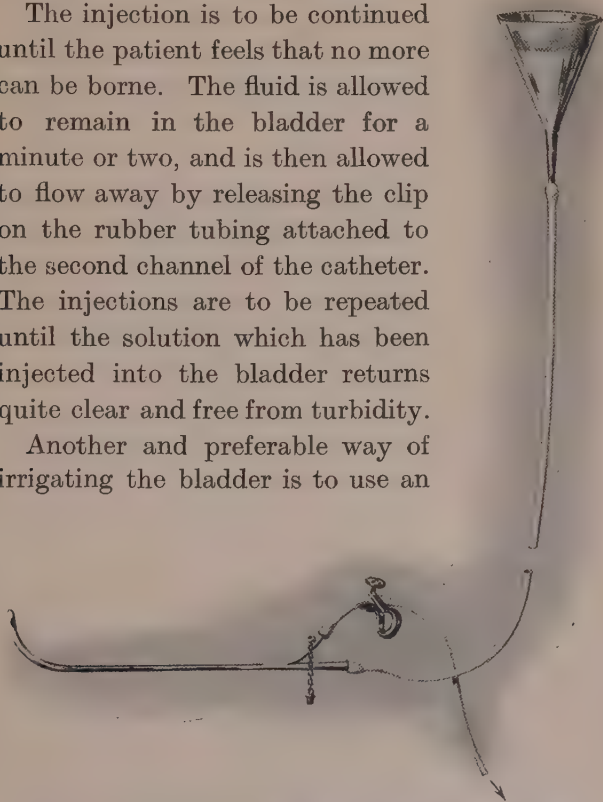 The injection is to be continued
until the patient feels that no more
can be borne. The fluid is allowed
to remain in the bladder for a
minute or two, and is then allowed
to flow away by releasing the clip
on the rubber tubing attached to
the second channel of the catheter.
The injections are to be repeated
until the solution which has been
injected into the bladder returns
quite clear and free from turbidity.
Another and preferable way of
irrigating the bladder is to use an